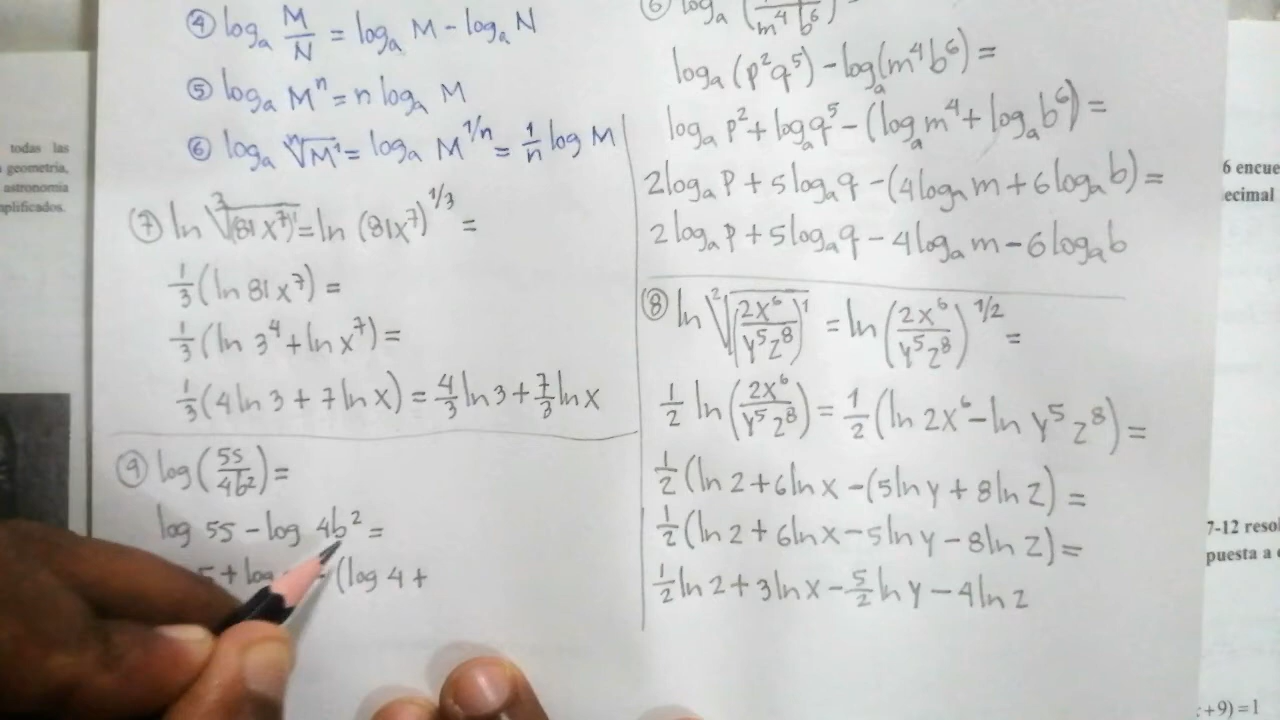 ④ logₐ M/N = logₐ M - logₐ N
⑤ logₐ Mⁿ = n logₐ M
⑥ logₐ ⁿ√M = logₐ M^1/n = 1/n log M
⑦ ln ³√(81x⁷) = ln (81x⁷)^1/3 =
1/3 (ln 81x⁷) =
1/3 (ln 3⁴ + ln x⁷) =
1/3 (4 ln 3 + 7 ln x) = 4/3 ln 3 + 7/3 ln x
⑨ log (5s/4b²) =
log 5s - log 4b² =
+ log (log 4 +
⑥ logₐ ( /m⁴b⁶)
logₐ (p²q⁵) - logₐ(m⁴b⁶) =
logₐ p² + logₐ q⁵ - (logₐ m⁴ + logₐ b⁶) =
2 logₐ p + 5 logₐ q - (4 logₐ m + 6 logₐ b) =
2 logₐ p + 5 logₐ q - 4 logₐ m - 6 logₐ b
⑧ ln ²√(2x⁶/y⁵z⁸) = ln (2x⁶/y⁵z⁸)^1/2 =
1/2 ln (2x⁶/y⁵z⁸) = 1/2 (ln 2x⁶ - ln y⁵z⁸) =
1/2 (ln 2 + 6 ln x - (5 ln y + 8 ln z) =
1/2 (ln 2 + 6 ln x - 5 ln y - 8 ln z) =
1/2 ln 2 + 3 ln x - 5/2 ln y - 4 ln z
todas las
geometría,
astronomía
plificados.
6 encue
ecimal
7-12 resol
puesta a
+9) = 1